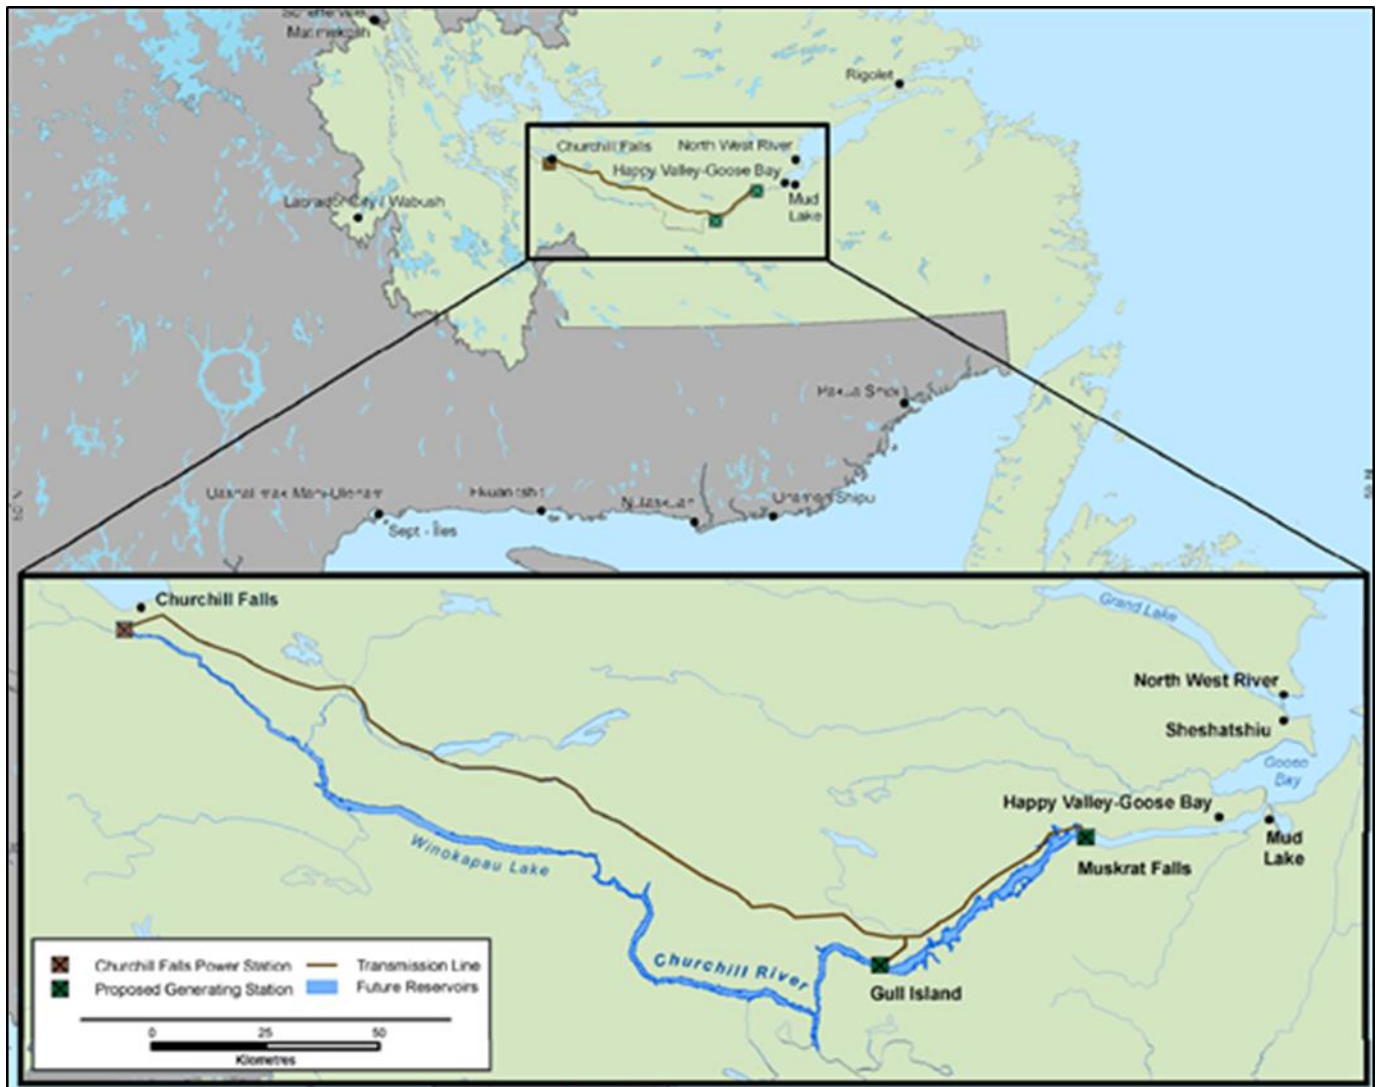 Rigolet
Churchill Falls
North West River
Happy Valley-Goose Bay
Mud
Lake
Labrador City / Wabush
Sept - Îles
Churchill Falls
Grand Lake
North West River
Sheshatshiu
Goose
Bay
Happy Valley-Goose Bay
Mud
Lake
Muskrat Falls
Winokapau Lake
Churchill River
Gull Island
Churchill Falls Power Station
Transmission Line
Proposed Generating Station
Future Reservoirs
0 25 50
Kilometres